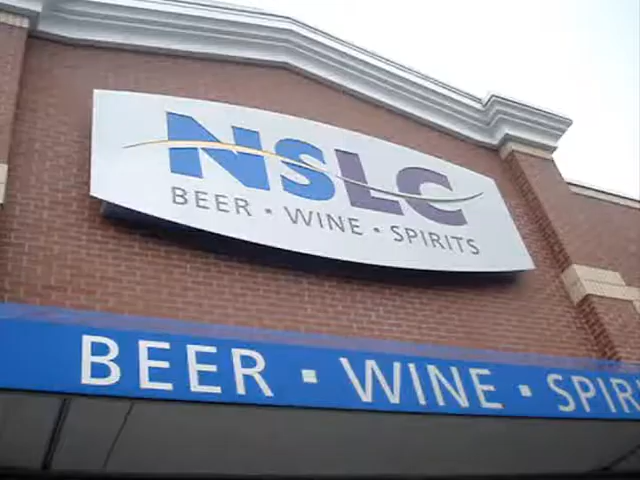 NSLC
BEER · WINE · SPIRITS
BEER · WINE ·